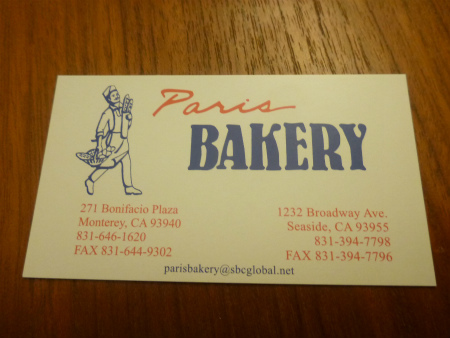 Paris
BAKERY
271 Bonifacio Plaza
Monterey, CA 93940
831-646-1620
FAX 831-644-9302
1232 Broadway Ave.
Seaside, CA 93955
831-394-7798
FAX 831-394-7796
parisbakery@sbcglobal.net